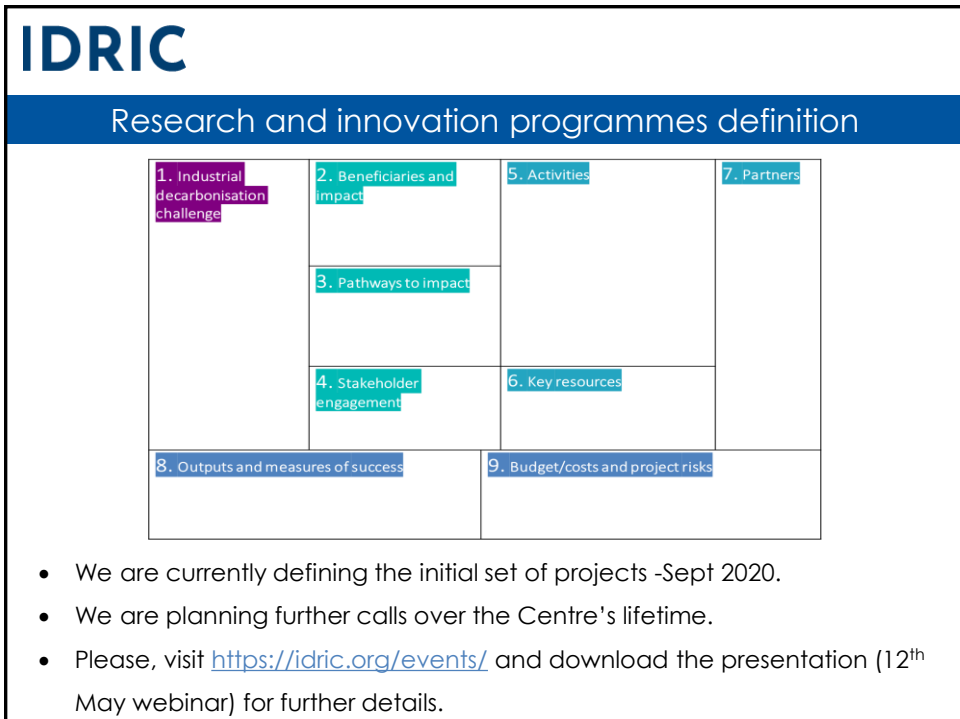 IDRIC
Research and innovation programmes definition
1. Industrial
decarbonisation
challenge
2. Beneficiaries and
impact
3. Pathways to impact
4. Stakeholder
engagement
5. Activities
6. Key resources
7. Partners
8. Outputs and measures of success
9. Budget/costs and project risks
• We are currently defining the initial set of projects -Sept 2020.
• We are planning further calls over the Centre’s lifetime.
• Please, visit https://idric.org/events/ and download the presentation (12th
May webinar) for further details.